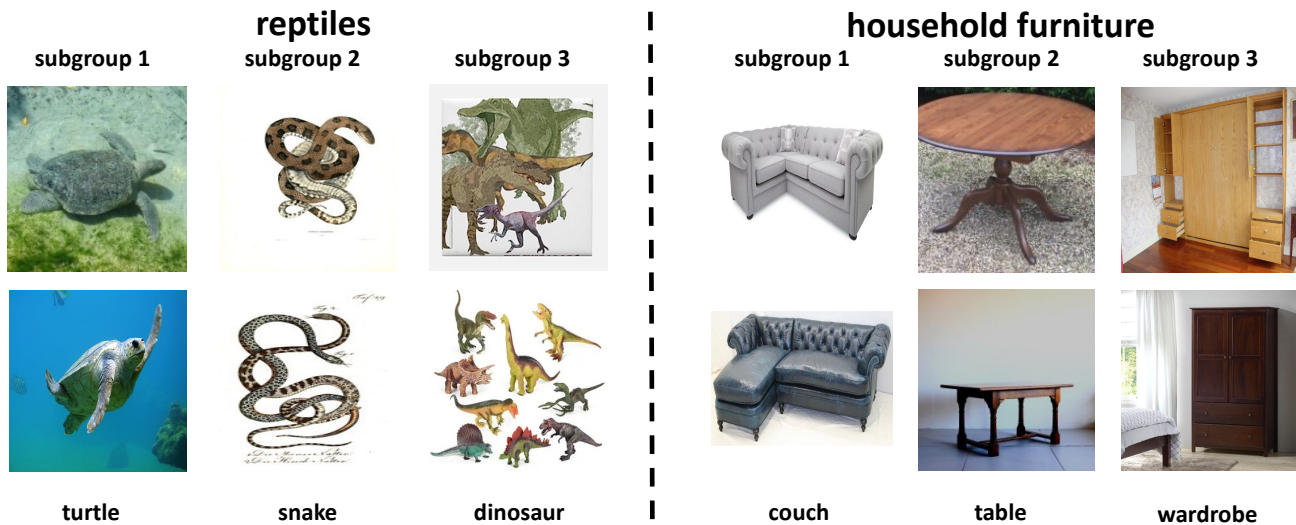 reptiles
household furniture
subgroup 1
subgroup 2
subgroup 3
subgroup 1
subgroup 2
subgroup 3
turtle
snake
dinosaur
couch
table
wardrobe